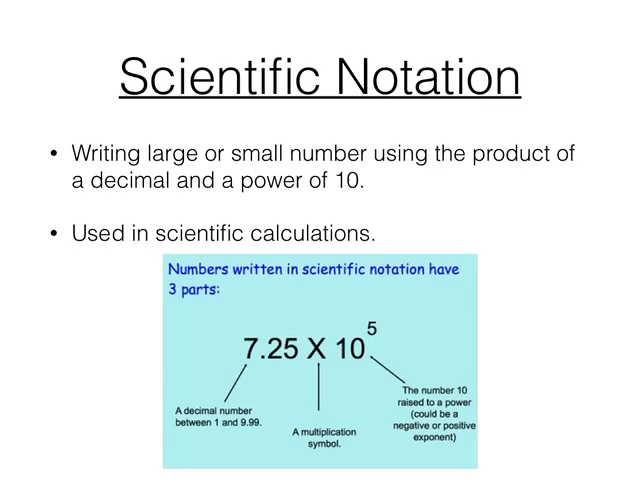 Scientific Notation
• Writing large or small number using the product of
a decimal and a power of 10.
• Used in scientific calculations.
Numbers written in scientific notation have
3 parts:
7.25 X 10⁵
A decimal number
between 1 and 9.99.
A multiplication
symbol.
The number 10
raised to a power
(could be a
negative or positive
exponent)